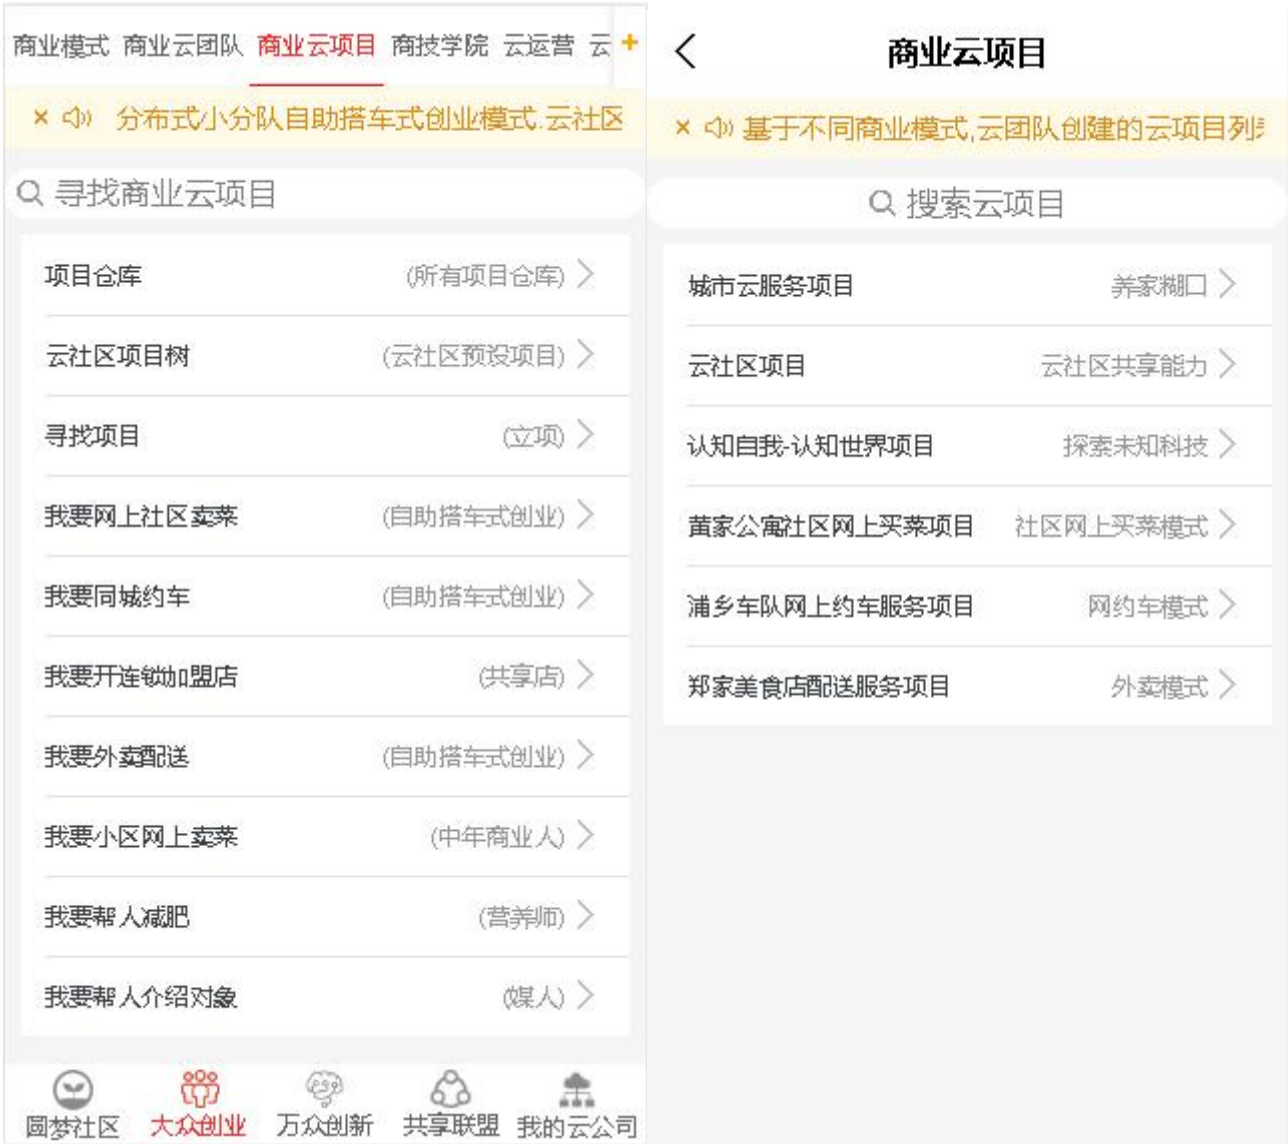 商业模式 商业云团队 商业云项目 商技学院 云运营 云 +
× 分布式小分队自助搭车式创业模式.云社区
寻找商业云项目
项目仓库 (所有项目仓库)
云社区项目树 (云社区预设项目)
寻找项目 (立项)
我要网上社区卖菜 (自助搭车式创业)
我要同城约车 (自助搭车式创业)
我要开连锁加盟店 (共享店)
我要外卖配送 (自助搭车式创业)
我要小区网上卖菜 (中年商业人)
我要帮人减肥 (营养师)
我要帮人介绍对象 (媒人)
圆梦社区 大众创业 万众创新 共享联盟 我的云公司
商业云项目
× 基于不同商业模式,云团队创建的云项目列
搜索云项目
城市云服务项目 养家糊口
云社区项目 云社区共享能力
认知自我-认知世界项目 探索未知科技
黄家公寓社区网上买菜项目 社区网上买菜模式
浦乡车队网上约车服务项目 网约车模式
郑家美食店配送服务项目 外卖模式